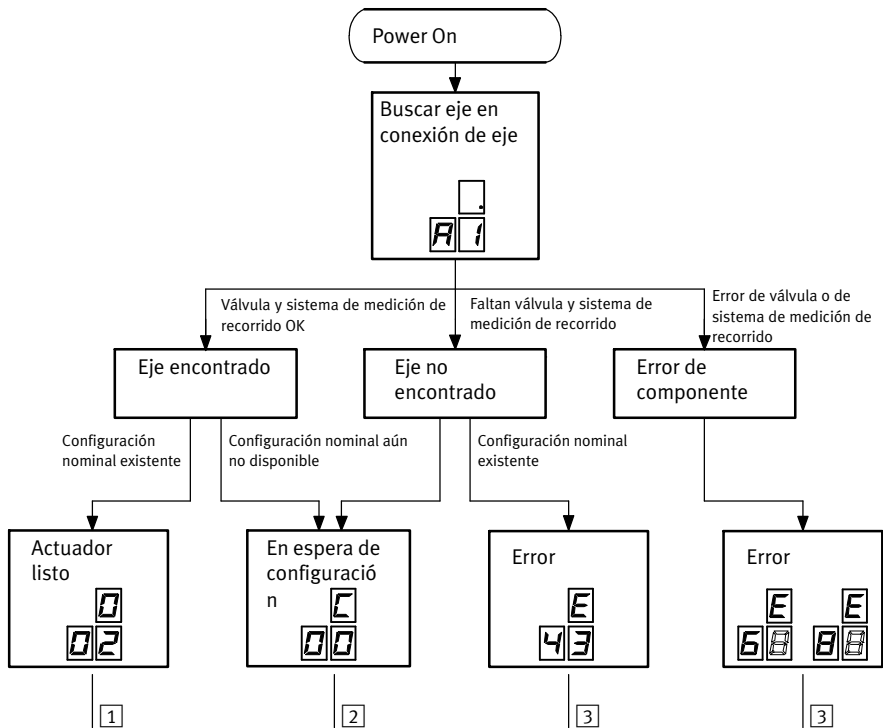 Power On
Buscar eje en
conexión de eje
.
A1
Válvula y sistema de medición de
recorrido OK
Faltan válvula y sistema de
medición de recorrido
Error de válvula o de
sistema de medición de
recorrido
Eje encontrado
Eje no
encontrado
Error de
componente
Configuración
nominal existente
Configuración nominal aún
no disponible
Configuración nominal
existente
Actuador
listo
0
02
En espera de
configuració
n
C
00
Error
E
43
Error
E E
6 8
1
2
3
3